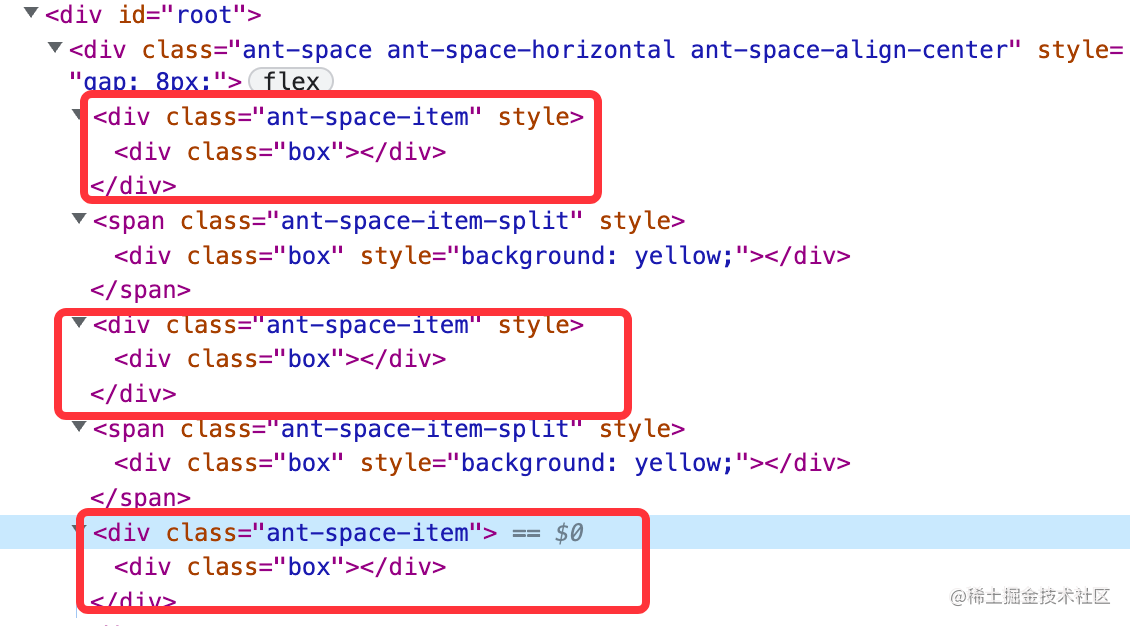 <div id="root">
<div class="ant-space ant-space-horizontal ant-space-align-center" style=
"gap: 8px;"> flex
<div class="ant-space-item" style>
<div class="box"></div>
</div>
<span class="ant-space-item-split" style>
<div class="box" style="background: yellow;"></div>
</span>
<div class="ant-space-item" style>
<div class="box"></div>
</div>
<span class="ant-space-item-split" style>
<div class="box" style="background: yellow;"></div>
</span>
<div class="ant-space-item"> == $0
<div class="box"></div>
</div>
@稀土掘金技术社区